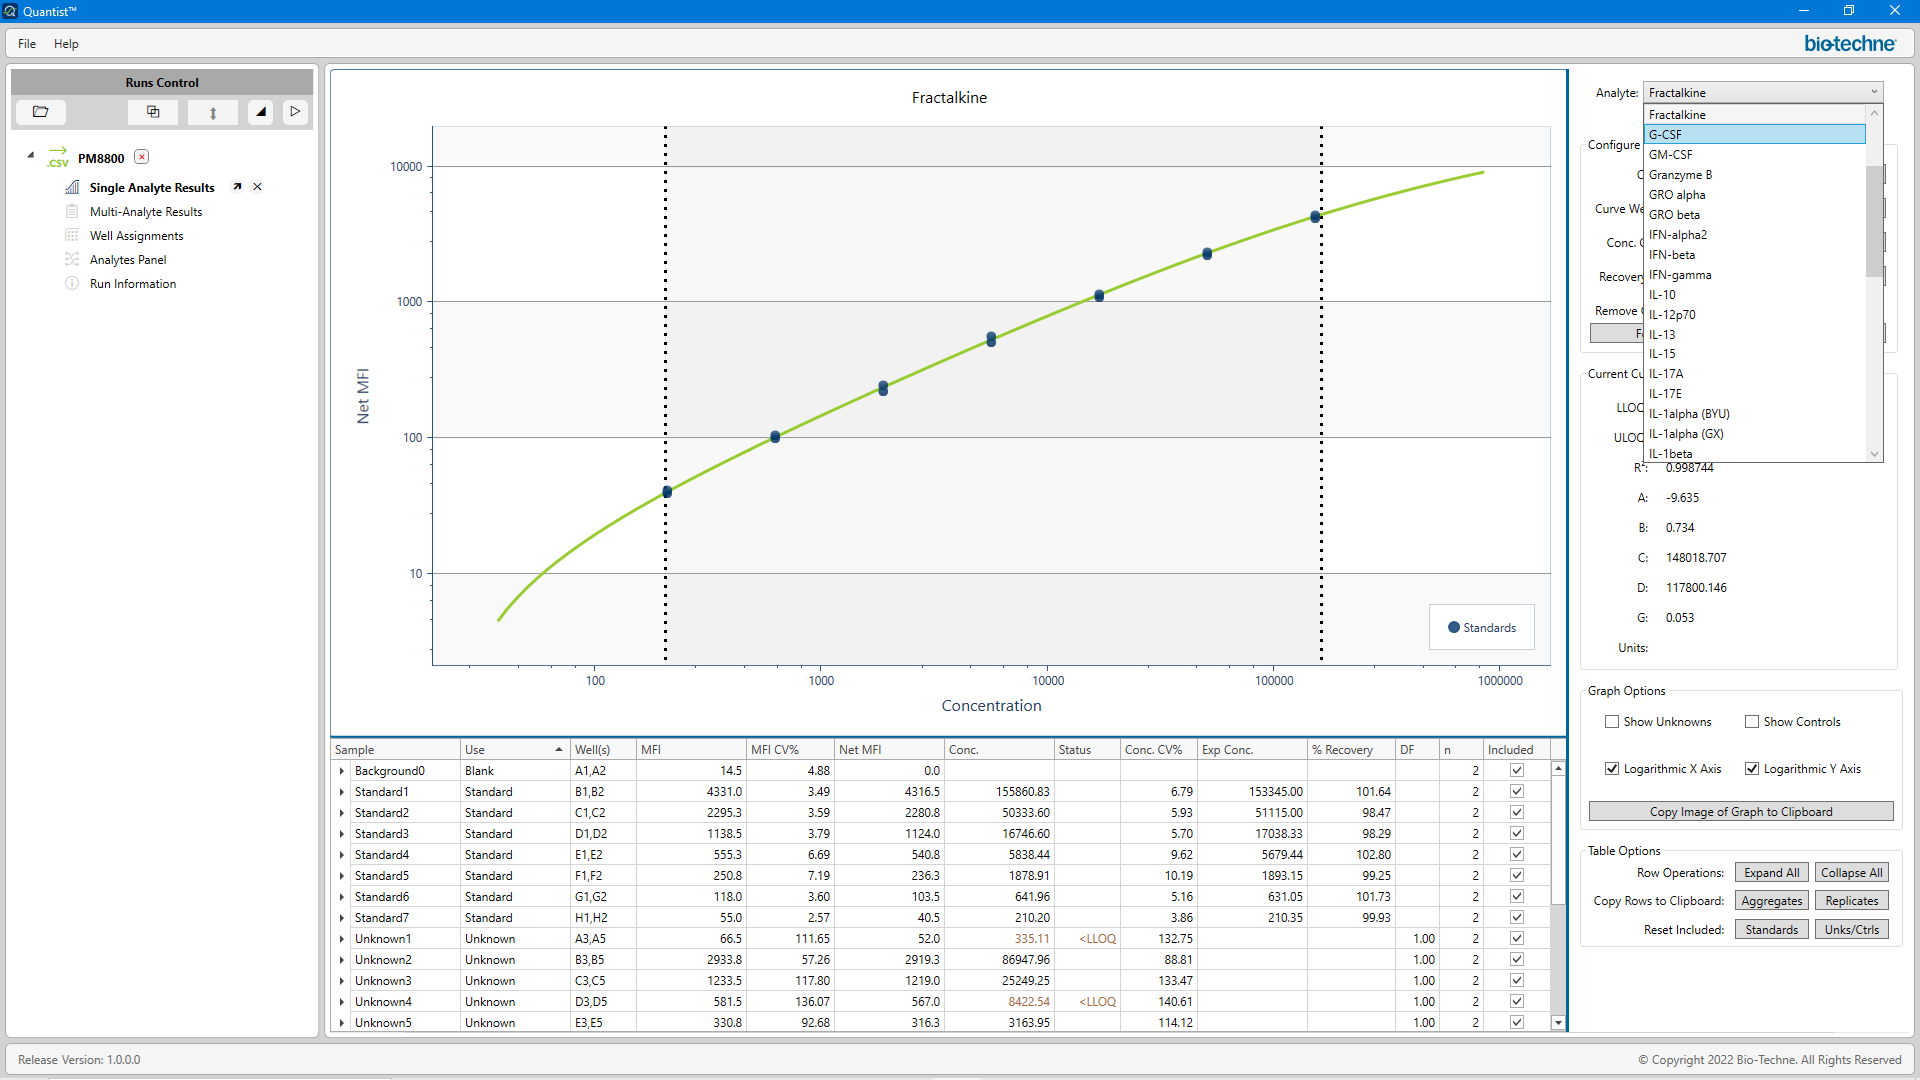 Quantist™
File Help
bio-techne®
Runs Control
.CSV PM8800
Single Analyte Results
Multi-Analyte Results
Well Assignments
Analytes Panel
Run Information
Fractalkine
Net MFI
10000
1000
100
10
100 1000 10000 100000 1000000
Concentration
Standards
Analyte: Fractalkine
Fractalkine
G-CSF
GM-CSF
Granzyme B
GRO alpha
GRO beta
IFN-alpha2
IFN-beta
IFN-gamma
IL-10
IL-12p70
IL-13
IL-15
IL-17A
IL-17E
IL-1alpha (BYU)
IL-1alpha (GX)
IL-1beta
Configure
C
Curve We
Conc. C
Recovery
Remove
F
Current Cu
LLOQ
ULOQ
R²: 0.998744
A: -9.635
B: 0.734
C: 148018.707
D: 117800.146
G: 0.053
Units:
Graph Options
Show Unknowns Show Controls
Logarithmic X Axis Logarithmic Y Axis
Copy Image of Graph to Clipboard
Table Options
Row Operations: Expand All Collapse All
Copy Rows to Clipboard: Aggregates Replicates
Reset Included: Standards Unks/Ctrls
Sample Use Well(s) MFI MFI CV% Net MFI Conc. Status Conc. CV% Exp Conc. % Recovery DF n Included
Background0 Blank A1,A2 14.5 4.88 0.0 2
Standard1 Standard B1,B2 4331.0 3.49 4316.5 155860.83 6.79 153345.00 101.64 2
Standard2 Standard C1,C2 2295.3 3.59 2280.8 50333.60 5.93 51115.00 98.47 2
Standard3 Standard D1,D2 1138.5 3.79 1124.0 16746.60 5.70 17038.33 98.29 2
Standard4 Standard E1,E2 555.3 6.69 540.8 5838.44 9.62 5679.44 102.80 2
Standard5 Standard F1,F2 250.8 7.19 236.3 1878.91 10.19 1893.15 99.25 2
Standard6 Standard G1,G2 118.0 3.60 103.5 641.96 5.16 631.05 101.73 2
Standard7 Standard H1,H2 55.0 2.57 40.5 210.20 3.86 210.35 99.93 2
Unknown1 Unknown A3,A5 66.5 111.65 52.0 335.11 <LLOQ 132.75 1.00 2
Unknown2 Unknown B3,B5 2933.8 57.26 2919.3 86947.96 88.81 1.00 2
Unknown3 Unknown C3,C5 1233.5 117.80 1219.0 25249.25 133.47 1.00 2
Unknown4 Unknown D3,D5 581.5 136.07 567.0 8422.54 <LLOQ 140.61 1.00 2
Unknown5 Unknown E3,E5 330.8 92.68 316.3 3163.95 114.12 1.00 2
Release Version: 1.0.0.0
© Copyright 2022 Bio-Techne. All Rights Reserved